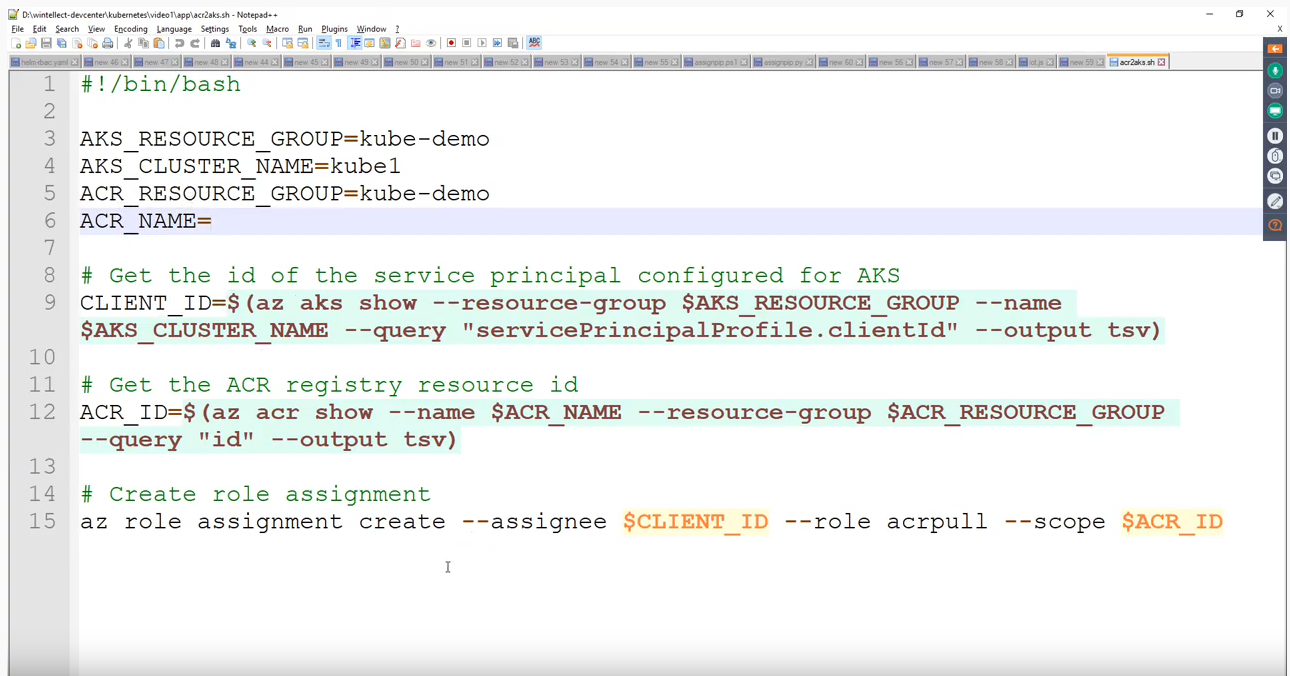 D:\wintellect-devcenter\kubernetes\video1\app\acr2aks.sh - Notepad++
File Edit Search View Encoding Language Settings Tools Macro Run Plugins Window ? X
helm-rbac.yaml new 46 new 47 new 48 new 44 new 45 new 49 new 50 new 51 new 52 new 53 new 54 new 55 assignpip.ps1 assignpip.py new 60 new 56 new 57 new 58 iot.js new 59 acr2aks.sh
1 #!/bin/bash
2
3 AKS_RESOURCE_GROUP=kube-demo
4 AKS_CLUSTER_NAME=kube1
5 ACR_RESOURCE_GROUP=kube-demo
6 ACR_NAME=
7
8 # Get the id of the service principal configured for AKS
9 CLIENT_ID=$(az aks show --resource-group $AKS_RESOURCE_GROUP --name
$AKS_CLUSTER_NAME --query "servicePrincipalProfile.clientId" --output tsv)
10
11 # Get the ACR registry resource id
12 ACR_ID=$(az acr show --name $ACR_NAME --resource-group $ACR_RESOURCE_GROUP
--query "id" --output tsv)
13
14 # Create role assignment
15 az role assignment create --assignee $CLIENT_ID --role acrpull --scope $ACR_ID